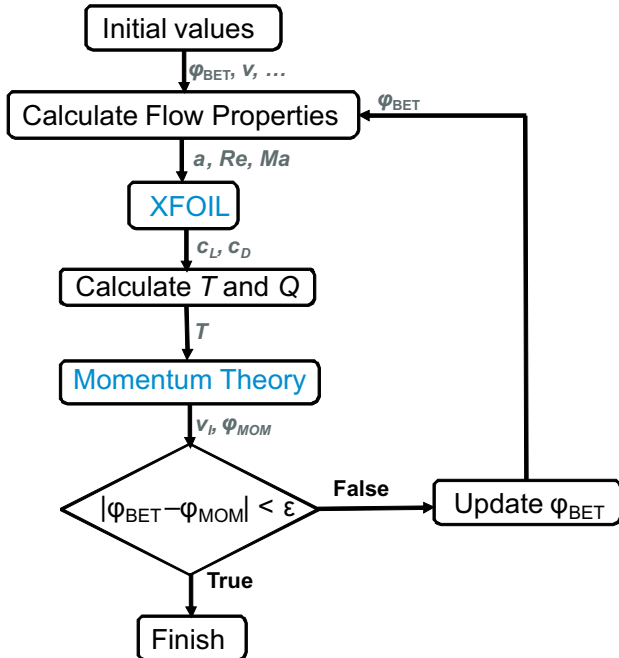 Initial values
φBET, v, ...
Calculate Flow Properties
φBET
a, Re, Ma
XFOIL
cL, cD
Calculate T and Q
T
Momentum Theory
vI, φMOM
|φBET−φMOM| < ε
False
Update φBET
True
Finish